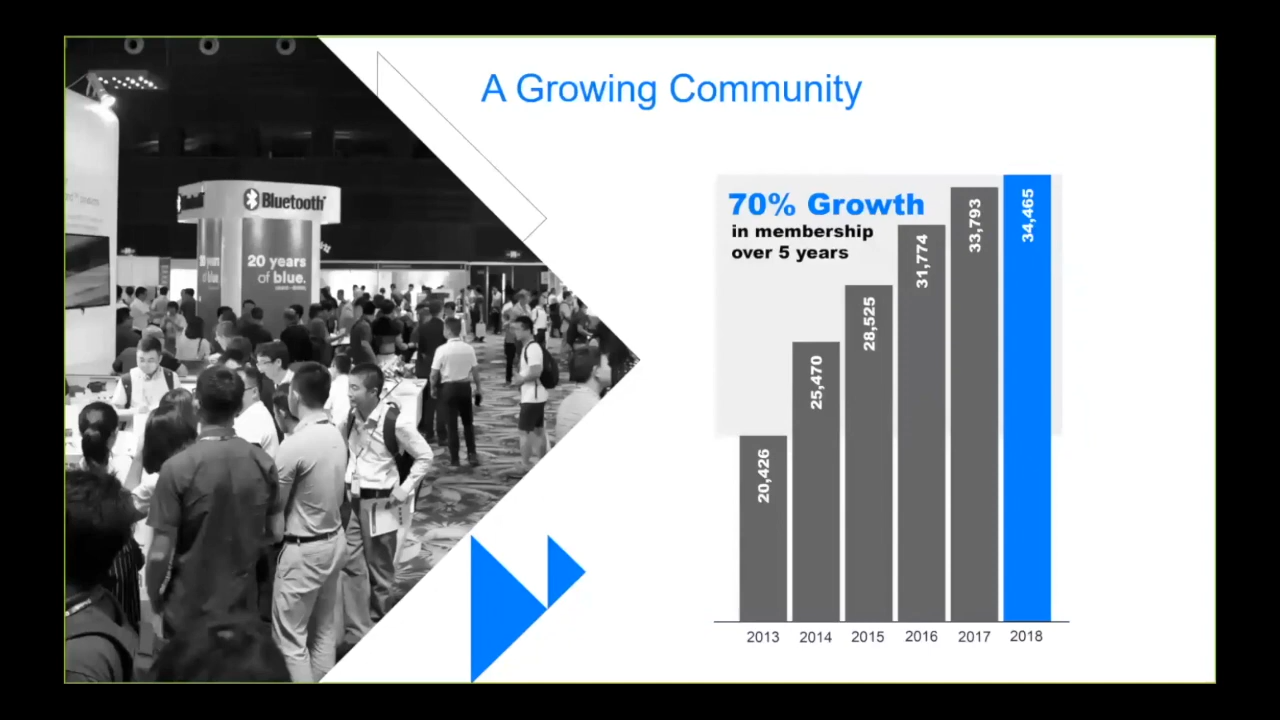 A Growing Community
Bluetooth
20 years
of blue.
70% Growth
in membership
over 5 years
20,426
25,470
28,525
31,774
33,793
34,465
2013 2014 2015 2016 2017 2018